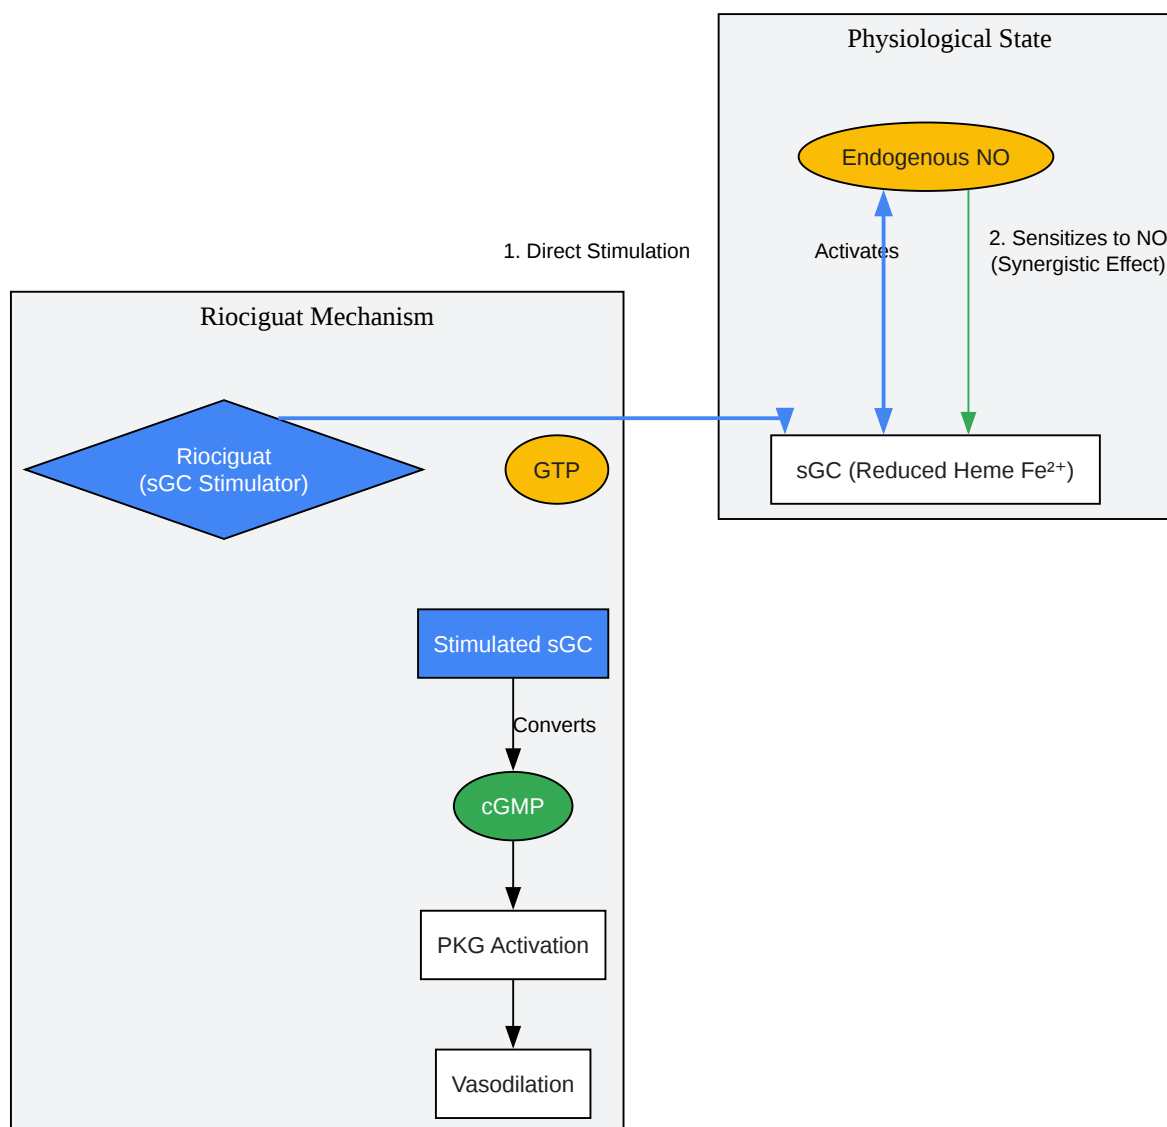 Physiological State
Endogenous NO
1. Direct Stimulation
Activates
2. Sensitizes to NO
(Synergistic Effect)
Riociguat Mechanism
Riociguat
(sGC Stimulator)
GTP
sGC (Reduced Heme Fe²⁺)
Stimulated sGC
Converts
cGMP
PKG Activation
Vasodilation